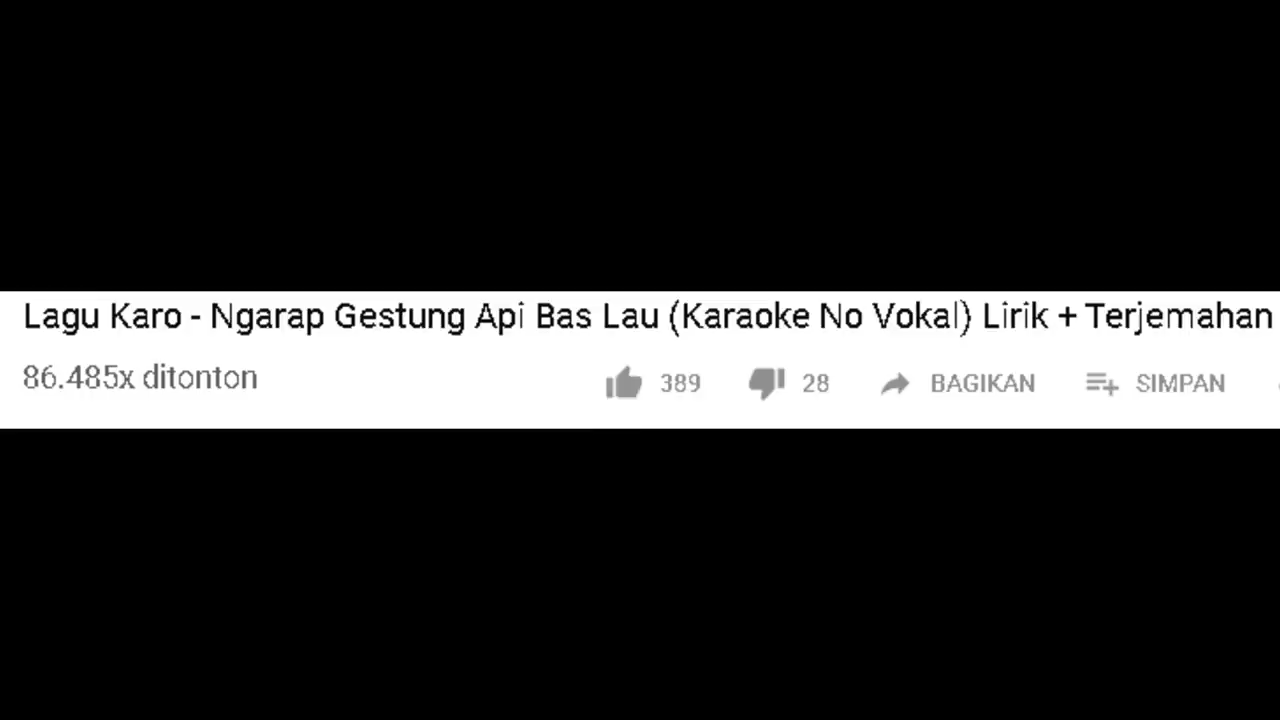 Lagu Karo - Ngarap Gestung Api Bas Lau (Karaoke No Vokal) Lirik + Terjemahan
86.485x ditonton 389 28 BAGIKAN SIMPAN